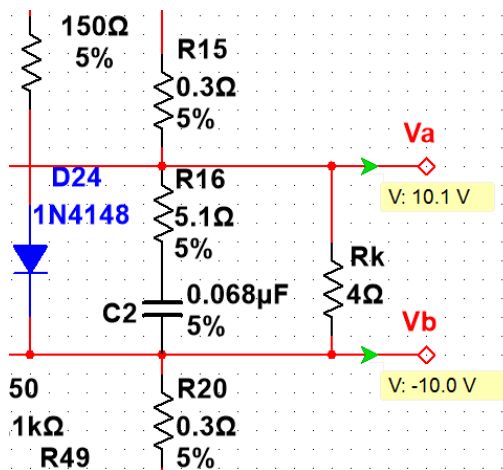 150Ω
5%
R15
0.3Ω
5%
Va
D24
1N4148
R16
5.1Ω
5%
V: 10.1 V
Rk
4Ω
C2
0.068µF
5%
Vb
V: -10.0 V
50
1kΩ
R49
R20
0.3Ω
5%